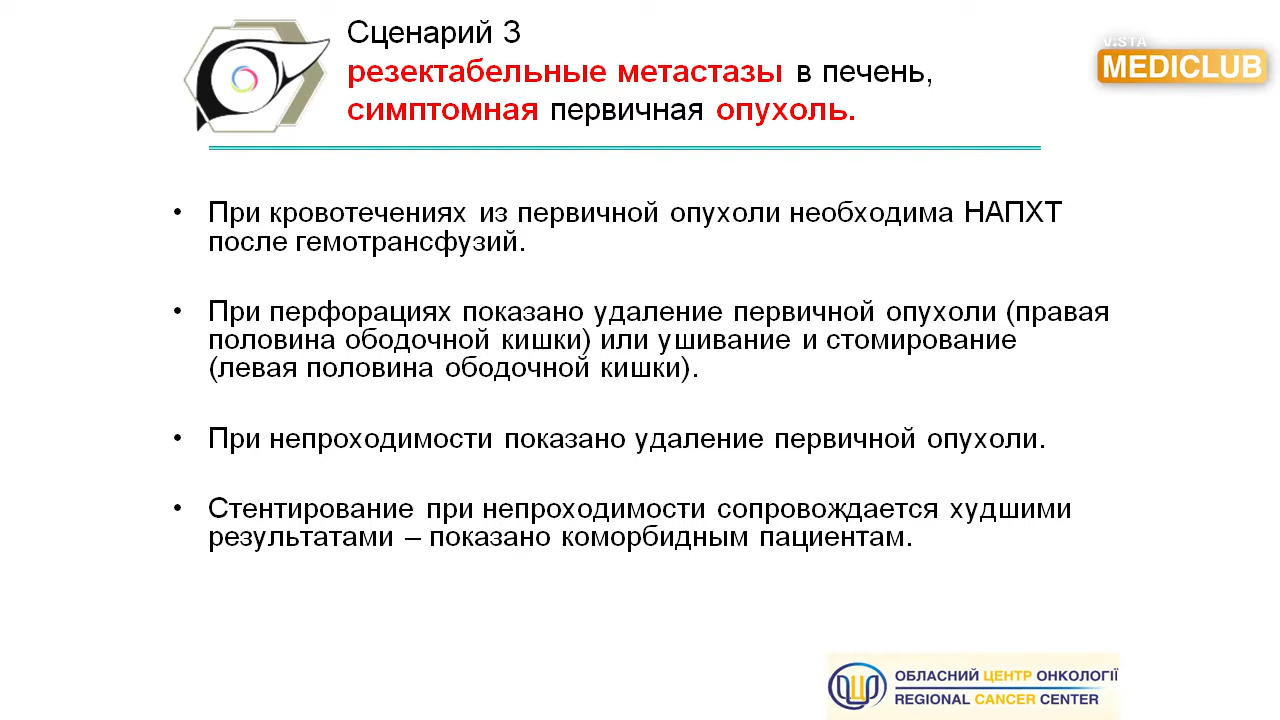 Сценарий 3
резектабельные метастазы в печень,
симптомная первичная опухоль.
V.STA
MEDICLUB
• При кровотечениях из первичной опухоли необходима НАПХТ
после гемотрансфузий.
• При перфорациях показано удаление первичной опухоли (правая
половина ободочной кишки) или ушивание и стомирование
(левая половина ободочной кишки).
• При непроходимости показано удаление первичной опухоли.
• Стентирование при непроходимости сопровождается худшими
результатами – показано коморбидным пациентам.
ОБЛАСНИЙ ЦЕНТР ОНКОЛОГІЇ
REGIONAL CANCER CENTER